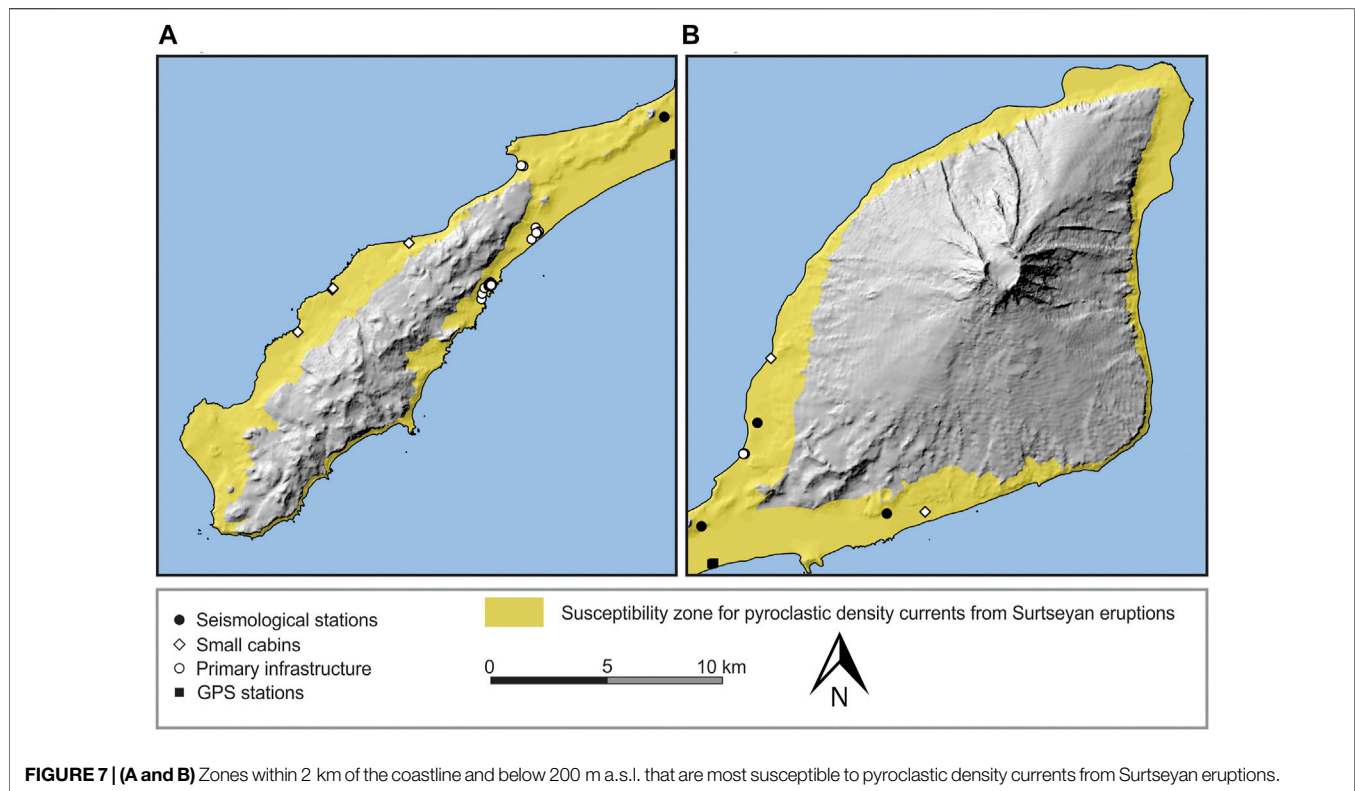 A
B
Seismological stations
Small cabins
Primary infrastructure
GPS stations
Susceptibility zone for pyroclastic density currents from Surtseyan eruptions
0 5 10 km
N
FIGURE 7 | (A and B) Zones within 2 km of the coastline and below 200 m a.s.l. that are most susceptible to pyroclastic density currents from Surtseyan eruptions.